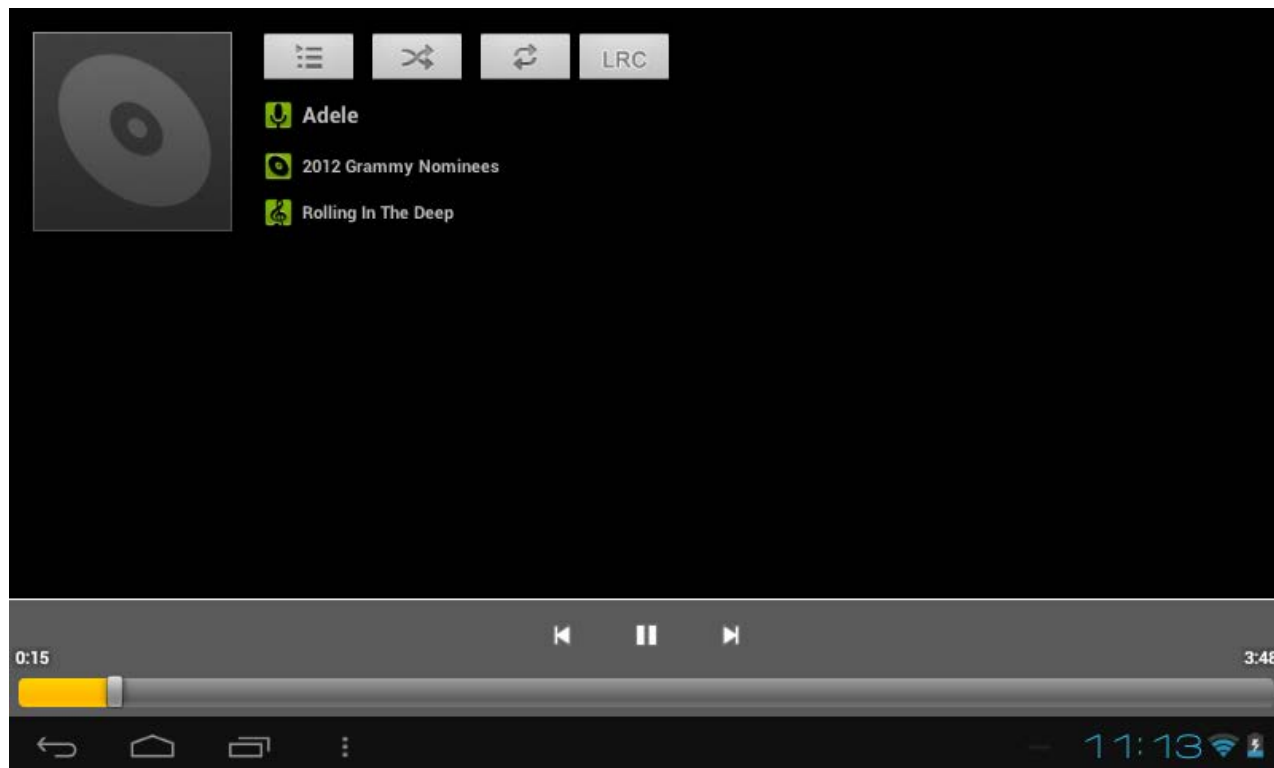 LRC
Adele
2012 Grammy Nominees
Rolling In The Deep
0:15
3:48
11:13